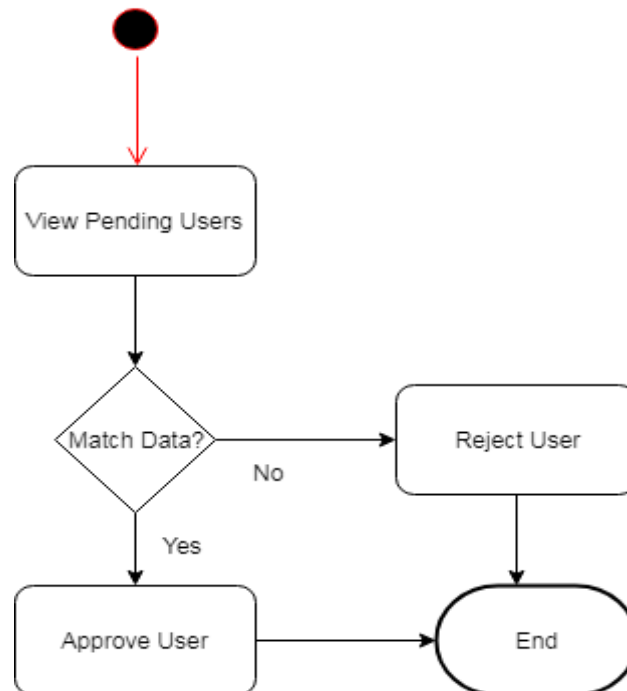 View Pending Users
Match Data?
Reject User
No
Yes
Approve User
End